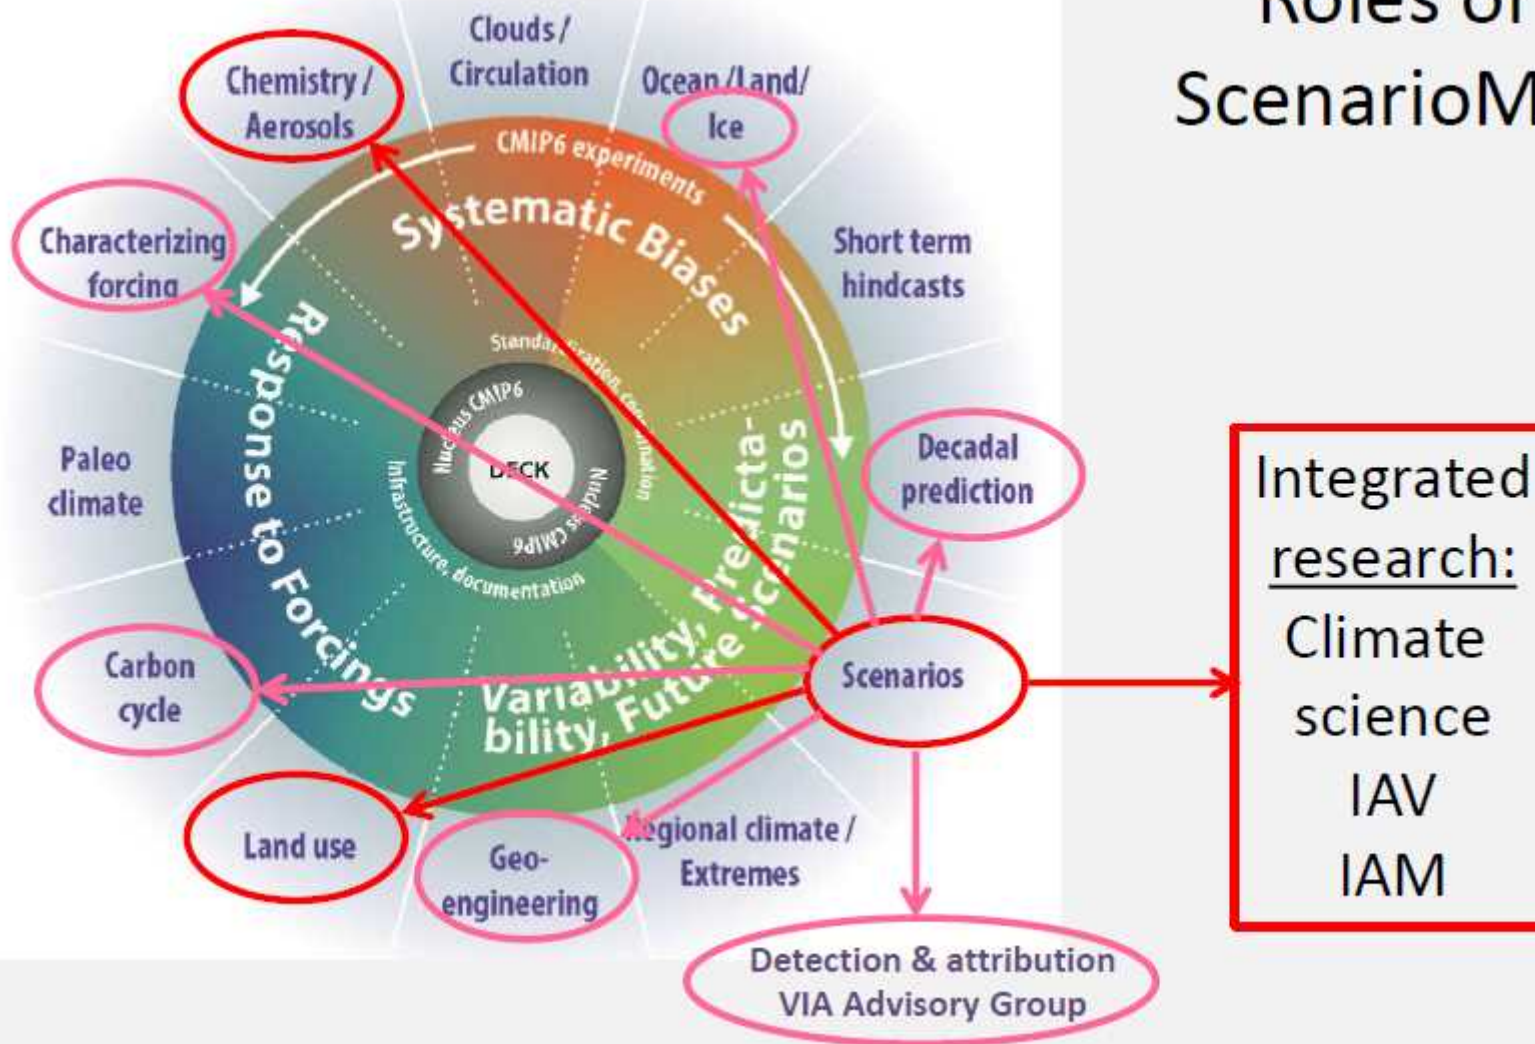 Roles of
ScenarioM
Clouds /
Circulation
Chemistry /
Aerosols
Ocean /Land/
Ice
CMIP6 experiments
Systematic Biases
Characterizing
forcing
Short term
hindcasts
Response to Forcings
Nucleus CMIP6
DECK
Nucleus CMIP6
Infrastructure, documentation
Paleo
climate
Decadal
prediction
Variability, Predicta-
bility, Future Scenarios
Carbon
cycle
Scenarios
Land use
Geo-
engineering
Regional climate /
Extremes
Detection & attribution
VIA Advisory Group
Integrated
research:
Climate
science
IAV
IAM